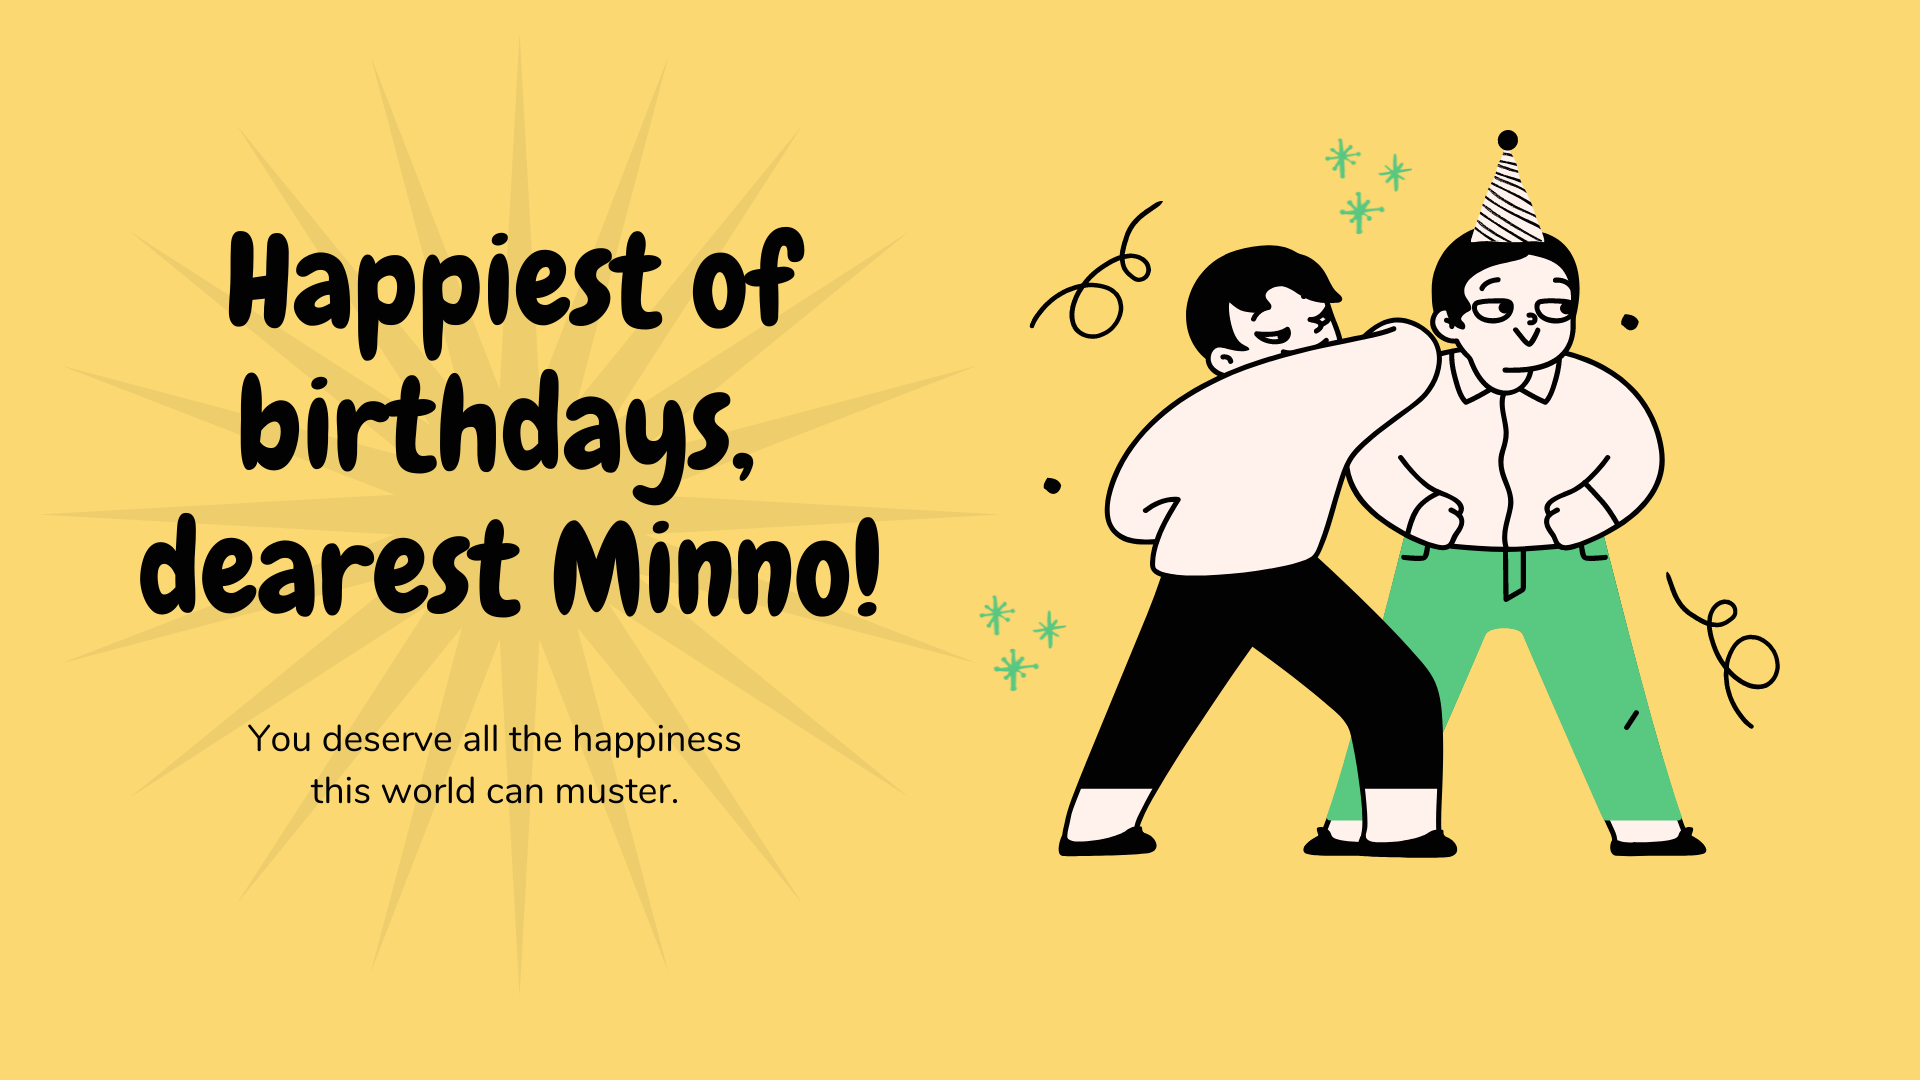 Happiest of
birthdays,
dearest Minno!
You deserve all the happiness
this world can muster.